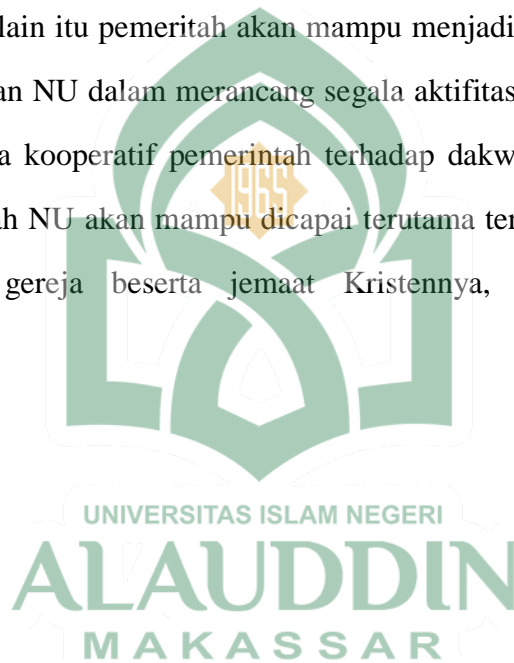 lain itu pemeritah akan mampu menjadi
an NU dalam merancang segala aktifitas
a kooperatif pemerintah terhadap dakw
ah NU akan mampu dicapai terutama ter
gereja beserta jemaat Kristennya,
1965
UNIVERSITAS ISLAM NEGERI
ALAUDDIN
MAKASSAR